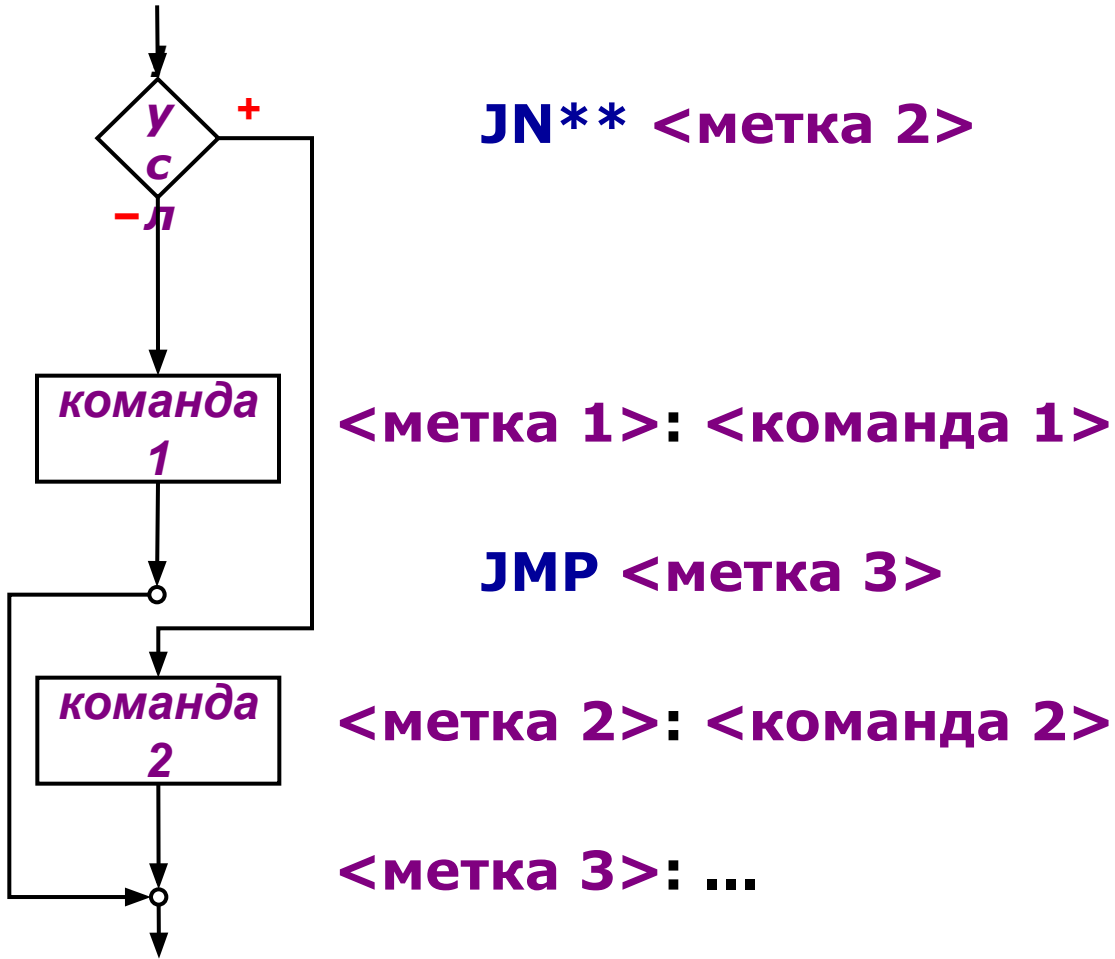 у
+
JN** <метка 2>
с
–л
команда
1
<метка 1>: <команда 1>
JMP <метка 3>
команда
2
<метка 2>: <команда 2>
<метка 3>: ...